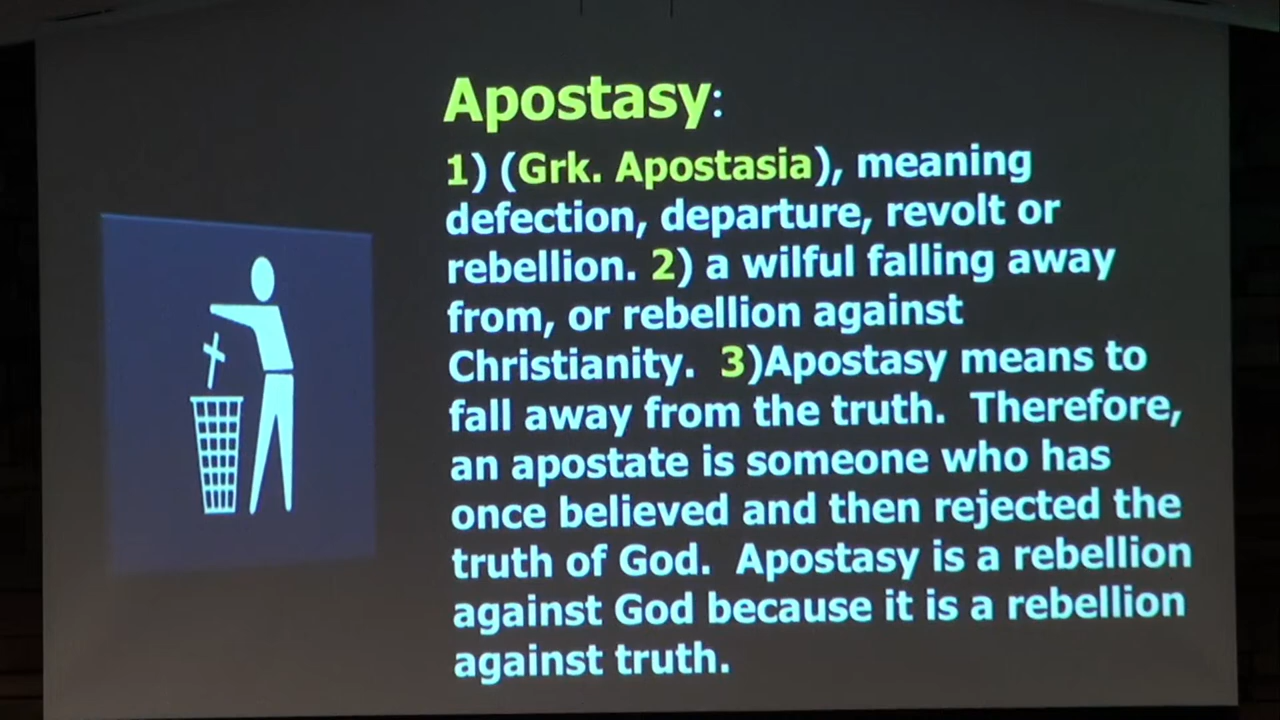 Apostasy:
1) (Grk. Apostasia), meaning
defection, departure, revolt or
rebellion. 2) a wilful falling away
from, or rebellion against
Christianity.  3)Apostasy means to
fall away from the truth.  Therefore,
an apostate is someone who has
once believed and then rejected the
truth of God.  Apostasy is a rebellion
against God because it is a rebellion
against truth.